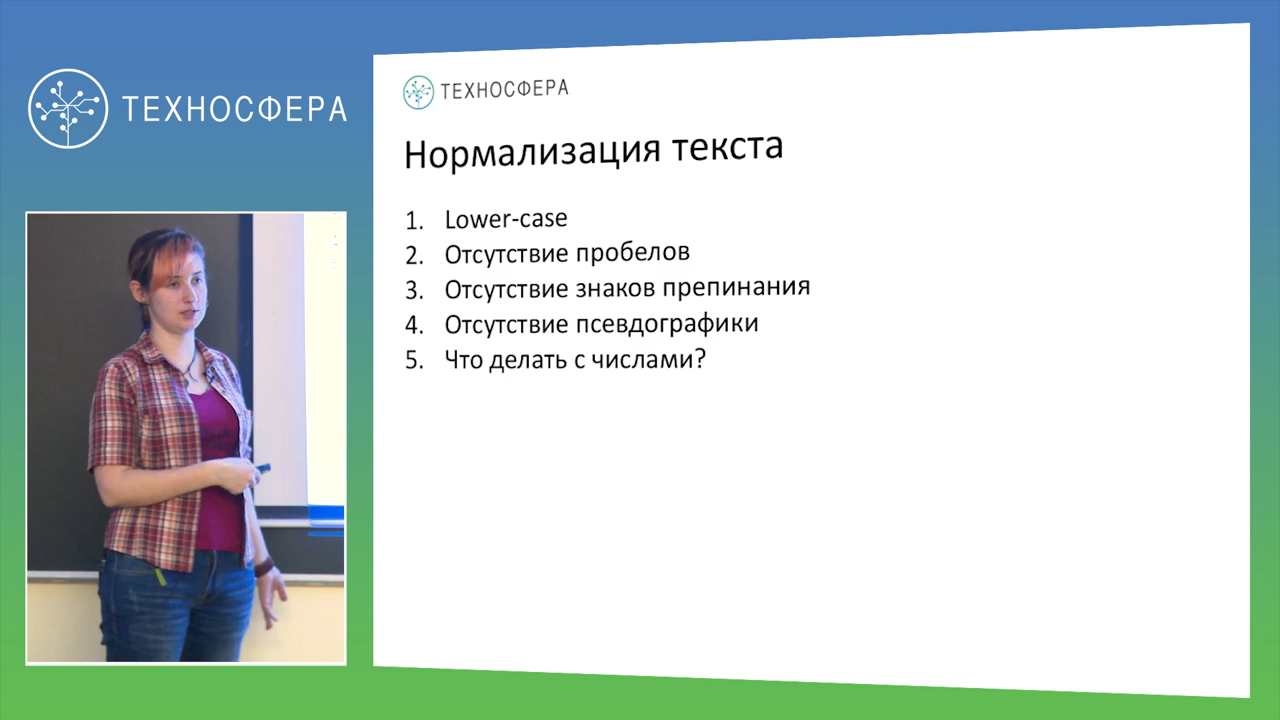 ТЕХНОСФЕРА
ТЕХНОСФЕРА
Нормализация текста
1. Lower-case
2. Отсутствие пробелов
3. Отсутствие знаков препинания
4. Отсутствие псевдографики
5. Что делать с числами?